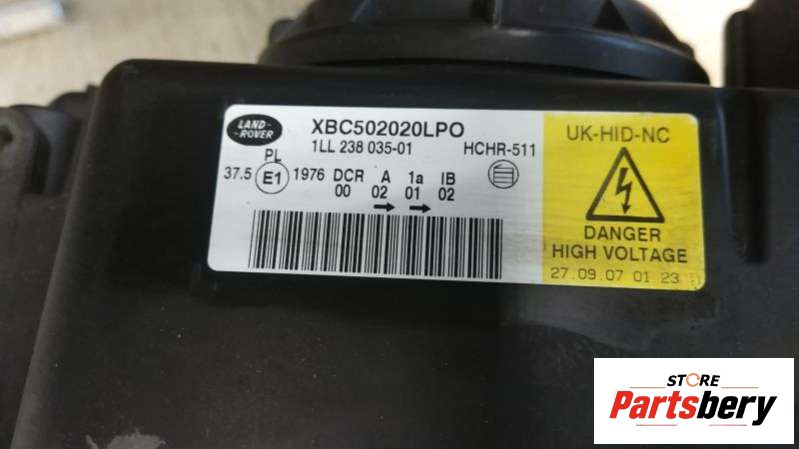 LAND-
ROVER
XBC502020LPO
1LL 238 035-01 HCHR-511
PL
37.5 E1 1976 DCR A 1a IB
00 02 01 02
UK-HID-NC
DANGER
HIGH VOLTAGE
27.09.07 01 23
STORE
Partsbery